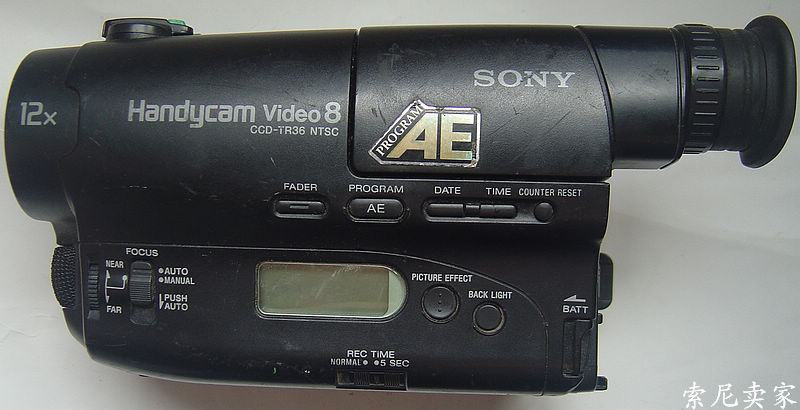 SONY
12x
Handycam Video 8
CCD-TR36 NTSC
PROGRAM
AE
FADER
PROGRAM
AE
DATE TIME COUNTER RESET
FOCUS
NEAR
FAR
AUTO
MANUAL
PUSH
AUTO
PICTURE EFFECT
BACK LIGHT
BATT
REC TIME
NORMAL 5 SEC
索尼卖家